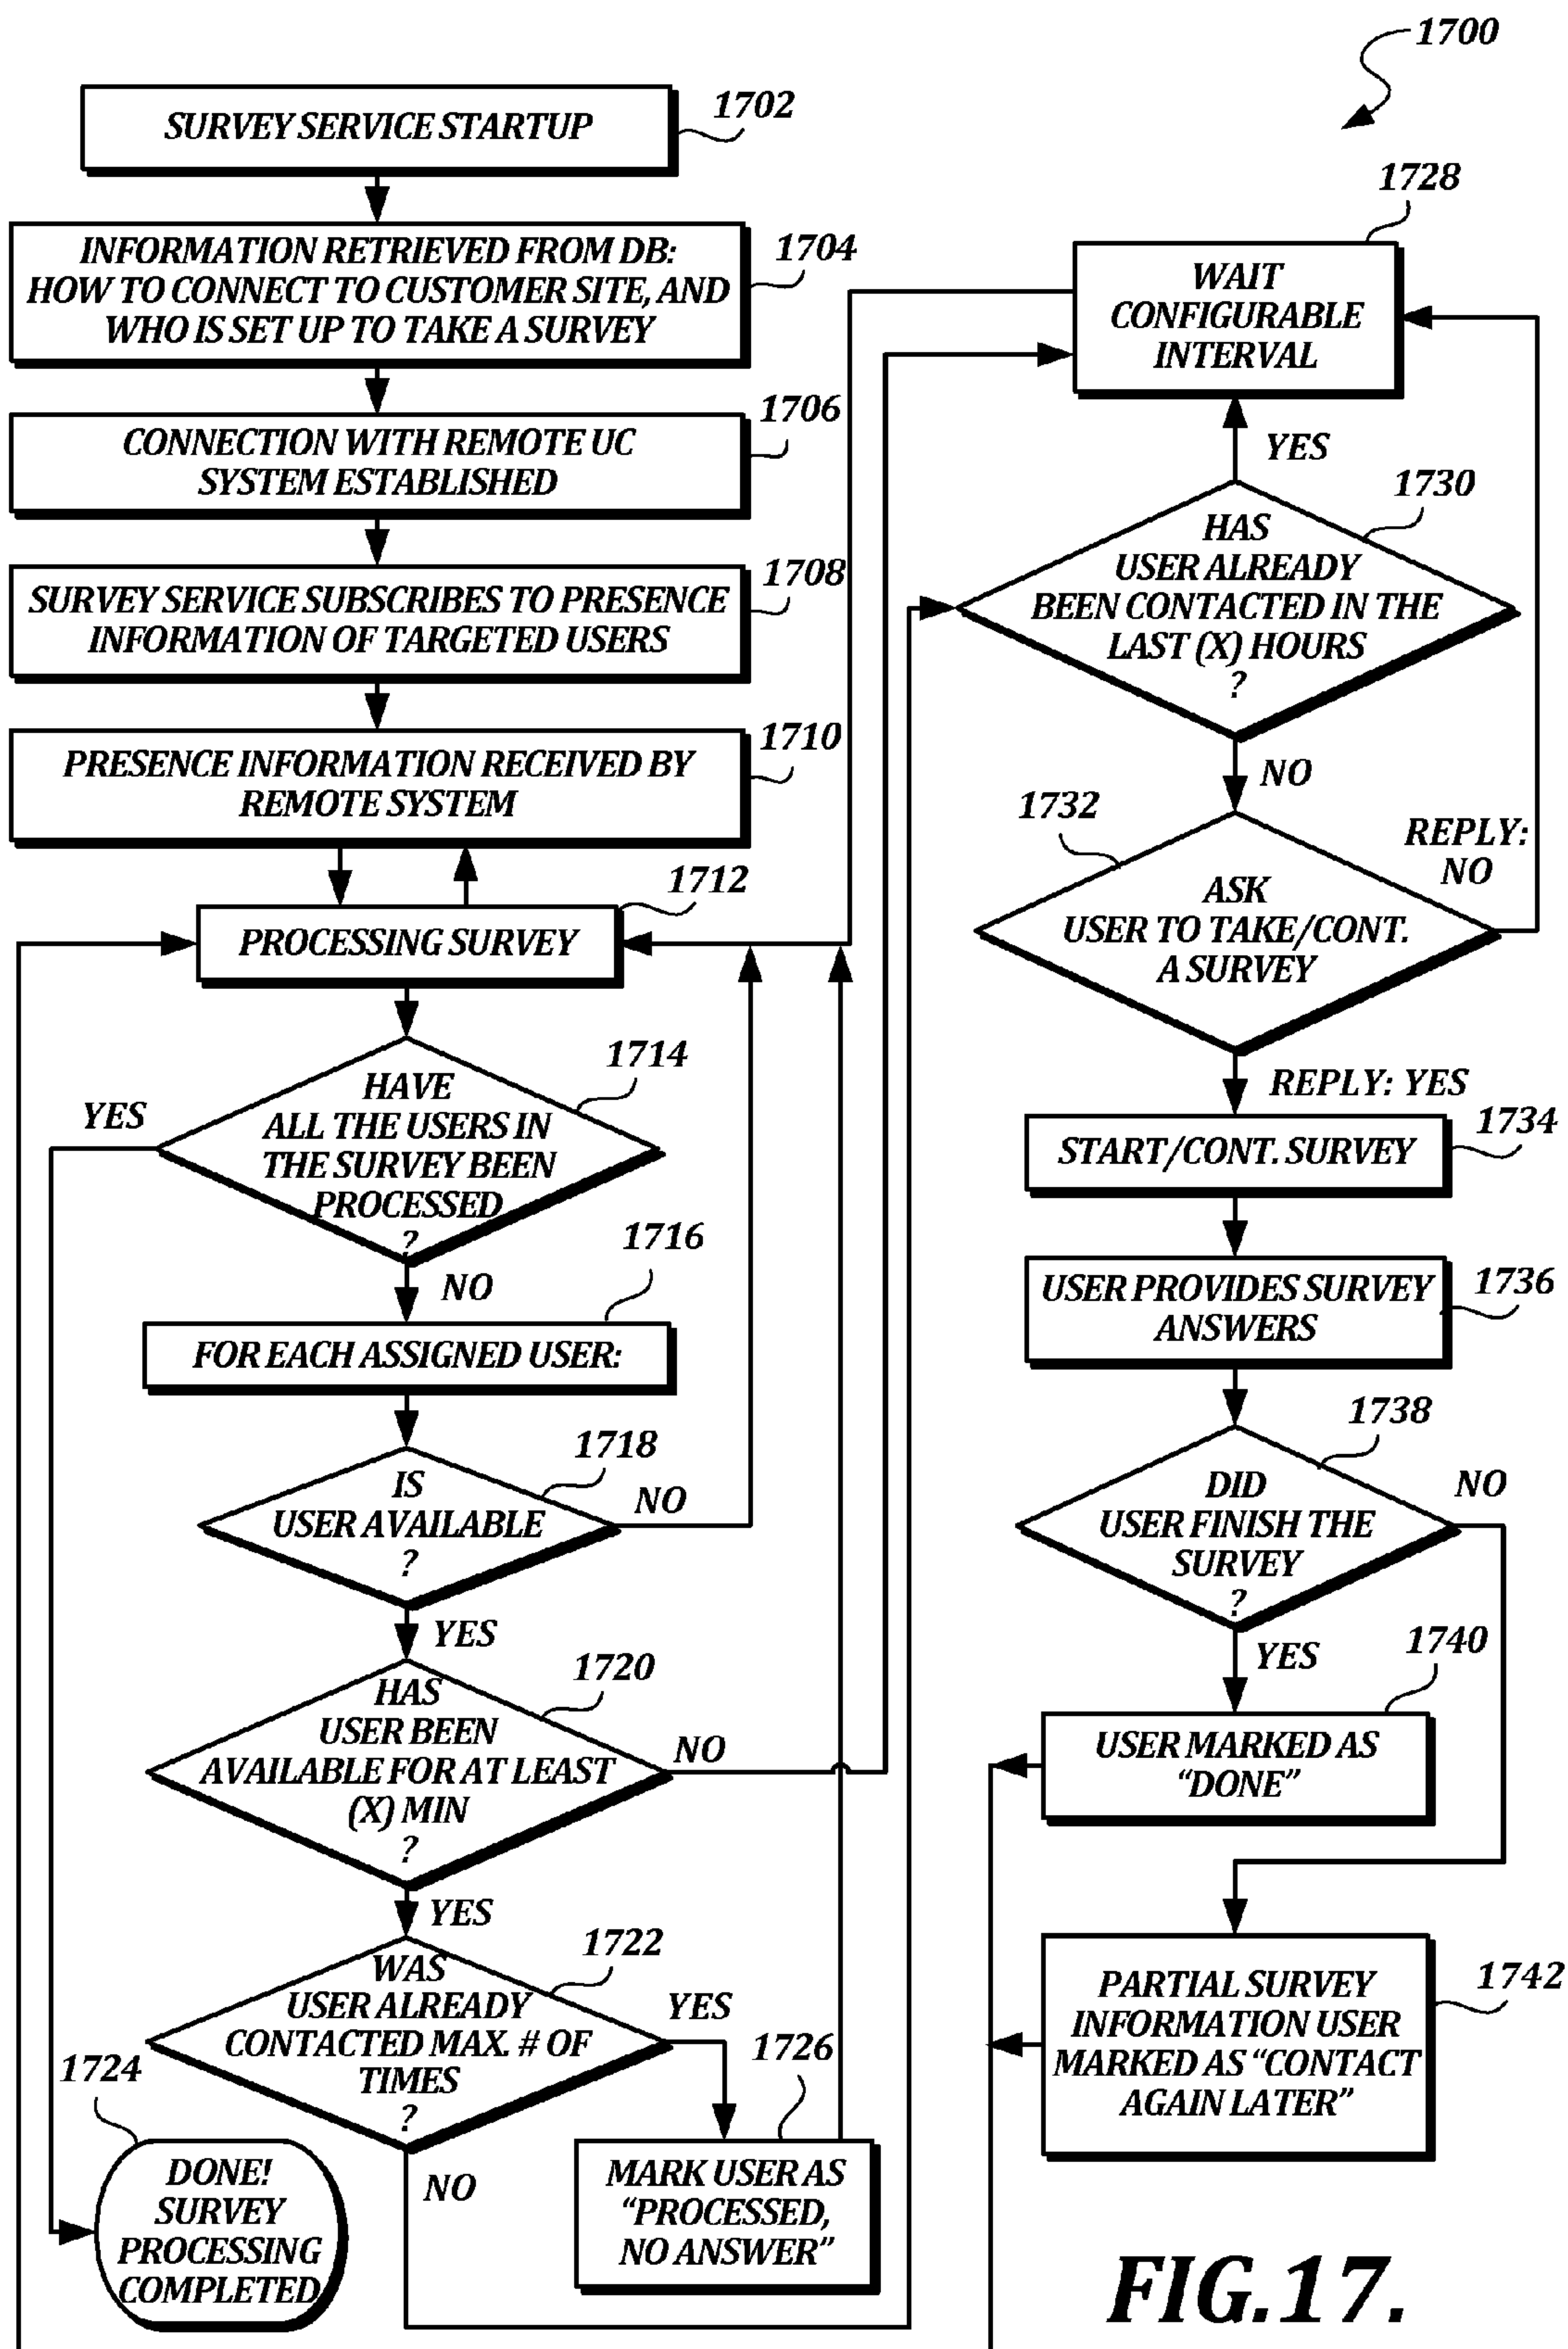 1700
SURVEY SERVICE STARTUP
1702
INFORMATION RETRIEVED FROM DB:
HOW TO CONNECT TO CUSTOMER SITE, AND
WHO IS SET UP TO TAKE A SURVEY
1704
CONNECTION WITH REMOTE UC
SYSTEM ESTABLISHED
1706
SURVEY SERVICE SUBSCRIBES TO PRESENCE
INFORMATION OF TARGETED USERS
1708
PRESENCE INFORMATION RECEIVED BY
REMOTE SYSTEM
1710
PROCESSING SURVEY
1712
HAVE
ALL THE USERS IN
THE SURVEY BEEN
PROCESSED
?
1714
YES
NO
FOR EACH ASSIGNED USER:
1716
IS
USER AVAILABLE
?
1718
NO
YES
HAS
USER BEEN
AVAILABLE FOR AT LEAST
(X) MIN
?
1720
NO
YES
WAS
USER ALREADY
CONTACTED MAX. # OF
TIMES
?
1722
YES
NO
1724
DONE!
SURVEY
PROCESSING
COMPLETED
1726
MARK USER AS
“PROCESSED,
NO ANSWER”
1728
WAIT
CONFIGURABLE
INTERVAL
YES
1730
HAS
USER ALREADY
BEEN CONTACTED IN THE
LAST (X) HOURS
?
NO
1732
ASK
USER TO TAKE/CONT.
A SURVEY
REPLY:
NO
REPLY: YES
START/CONT. SURVEY
1734
USER PROVIDES SURVEY
ANSWERS
1736
1738
DID
USER FINISH THE
SURVEY
?
NO
YES
1740
USER MARKED AS
“DONE”
PARTIAL SURVEY
INFORMATION USER
MARKED AS “CONTACT
AGAIN LATER”
1742
FIG.17.